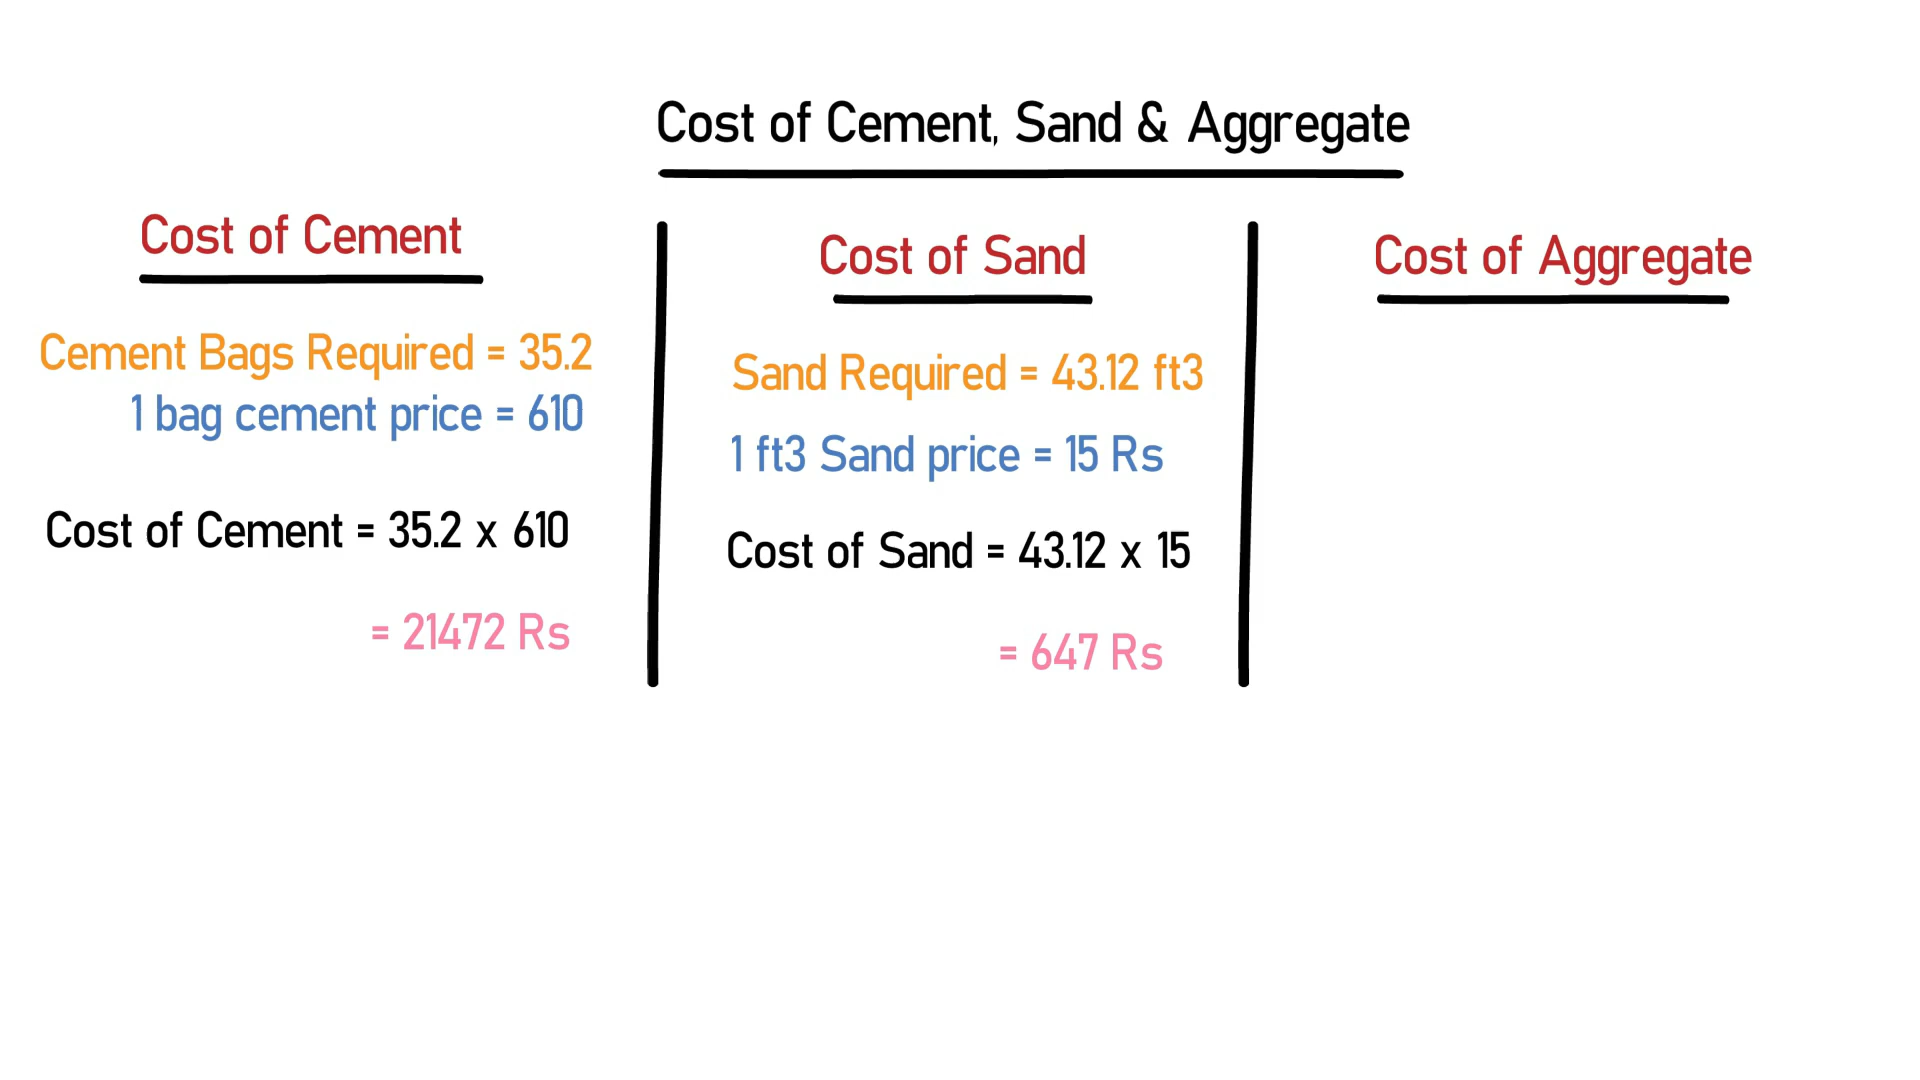 Cost of Cement, Sand & Aggregate
Cost of Cement
Cement Bags Required = 35.2
1 bag cement price = 610
Cost of Cement = 35.2 x 610
= 21472 Rs
Cost of Sand
Sand Required = 43.12 ft3
1 ft3 Sand price = 15 Rs
Cost of Sand = 43.12 x 15
= 647 Rs
Cost of Aggregate